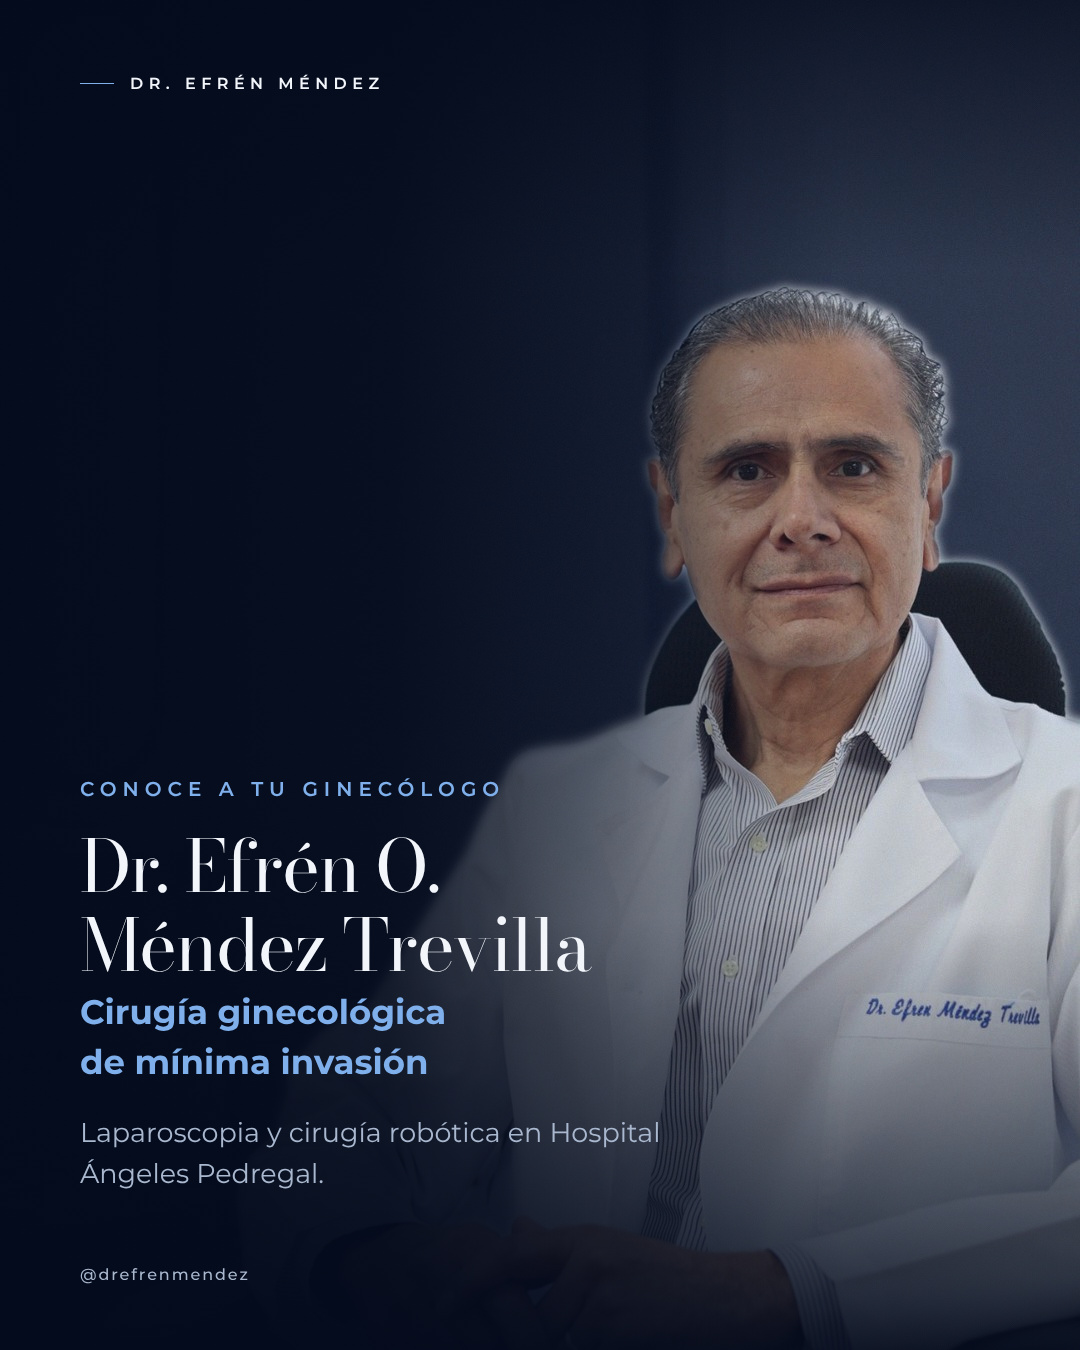 DR. EFRÉN MÉNDEZ
CONOCE A TU GINECÓLOGO
Dr. Efrén O.
Méndez Trevilla
Cirugía ginecológica
de mínima invasión
Dr. Efren Méndez Trevilla
Laparoscopia y cirugía robótica en Hospital
Ángeles Pedregal.
@drefrenmendez